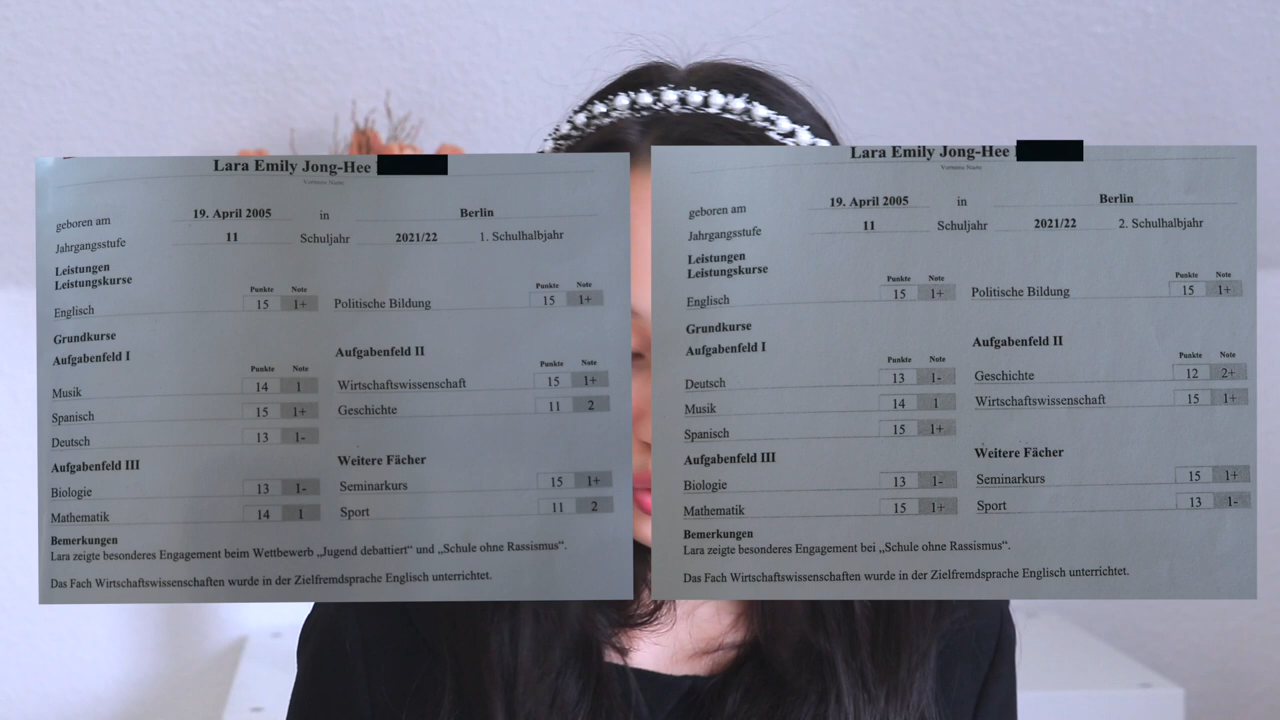 Lara Emily Jong-Hee
Vorname Name
geboren am 19. April 2005 in Berlin
Jahrgangsstufe 11 Schuljahr 2021/22 1. Schulhalbjahr
Leistungen
Leistungskurse
Punkte Note Punkte Note
Englisch 15 1+ Politische Bildung 15 1+
Grundkurse
Aufgabenfeld I Aufgabenfeld II
Punkte Note Punkte Note
Musik 14 1 Wirtschaftswissenschaft 15 1+
Spanisch 15 1+ Geschichte 11 2
Deutsch 13 1-
Aufgabenfeld III Weitere Fächer
Biologie 13 1- Seminarkurs 15 1+
Mathematik 14 1 Sport 11 2
Bemerkungen
Lara zeigte besonderes Engagement beim Wettbewerb „Jugend debattiert“ und „Schule ohne Rassismus“.
Das Fach Wirtschaftswissenschaften wurde in der Zielfremdsprache Englisch unterrichtet.
Lara Emily Jong-Hee
Vorname Name
geboren am 19. April 2005 in Berlin
Jahrgangsstufe 11 Schuljahr 2021/22 2. Schulhalbjahr
Leistungen
Leistungskurse
Punkte Note Punkte Note
Englisch 15 1+ Politische Bildung 15 1+
Grundkurse
Aufgabenfeld I Aufgabenfeld II
Punkte Note Punkte Note
Deutsch 13 1- Geschichte 12 2+
Musik 14 1 Wirtschaftswissenschaft 15 1+
Spanisch 15 1+
Aufgabenfeld III Weitere Fächer
Biologie 13 1- Seminarkurs 15 1+
Mathematik 15 1+ Sport 13 1-
Bemerkungen
Lara zeigte besonderes Engagement bei „Schule ohne Rassismus“.
Das Fach Wirtschaftswissenschaften wurde in der Zielfremdsprache Englisch unterrichtet.